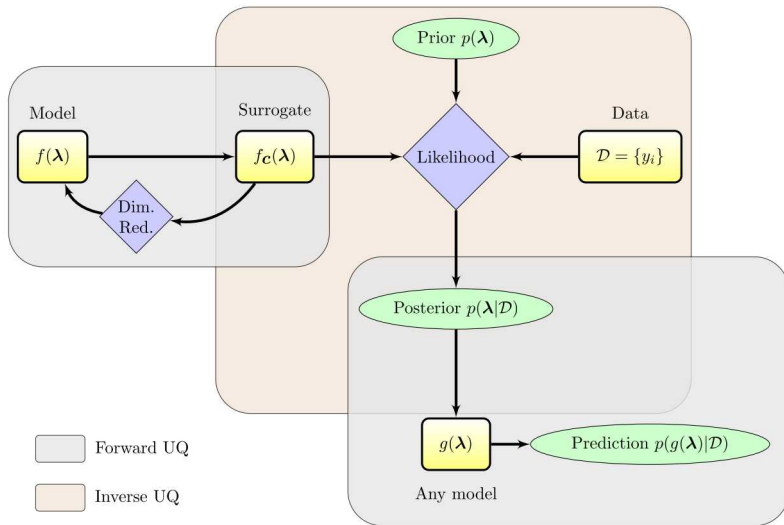 Prior p(λ)
Model
Surrogate
Data
f(λ)
f_C(λ)
Likelihood
𝒟 = {y_i}
Dim.
Red.
Posterior p(λ|𝒟)
g(λ)
Prediction p(g(λ)|𝒟)
Any model
Forward UQ
Inverse UQ